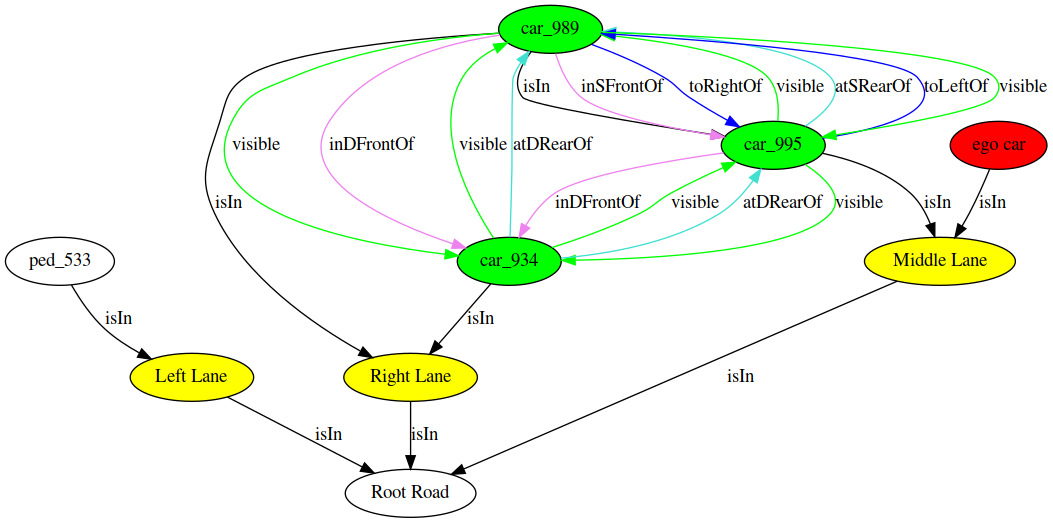 car_989
isIn
inSFrontOf
toRightOf
visible
atSRearOf
toLeftOf
visible
visible
inDFrontOf
visible
atDRearOf
car_995
ego car
isIn
inDFrontOf
visible
atDRearOf
visible
isIn
isIn
ped_533
car_934
Middle Lane
isIn
isIn
Left Lane
Right Lane
isIn
isIn
isIn
Root Road